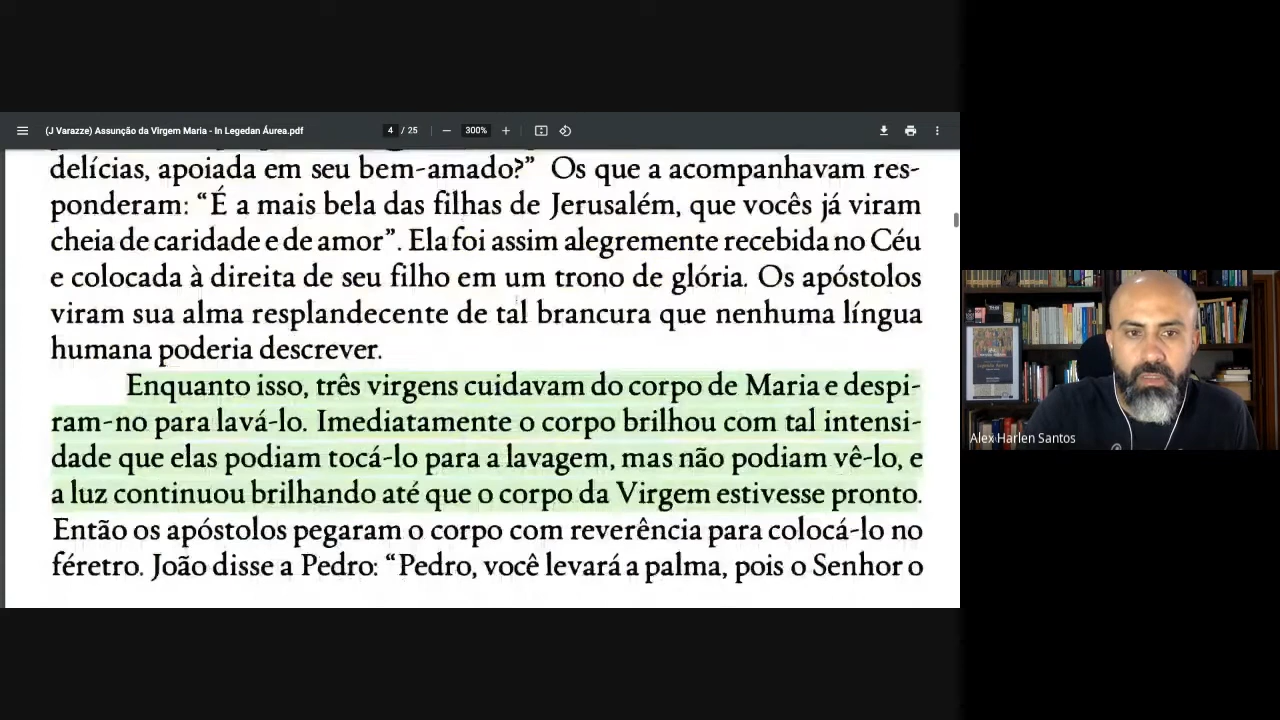 (J Varazze) Assunção da Virgem Maria - In Legedan Áurea.pdf
4 / 25
300%
delícias, apoiada em seu bem-amado?” Os que a acompanhavam res-
ponderam: “É a mais bela das filhas de Jerusalém, que vocês já viram
cheia de caridade e de amor”. Ela foi assim alegremente recebida no Céu
e colocada à direita de seu filho em um trono de glória. Os apóstolos
viram sua alma resplandecente de tal brancura que nenhuma língua
humana poderia descrever.
Enquanto isso, três virgens cuidavam do corpo de Maria e despi-
ram-no para lavá-lo. Imediatamente o corpo brilhou com tal intensi-
dade que elas podiam tocá-lo para a lavagem, mas não podiam vê-lo, e
a luz continuou brilhando até que o corpo da Virgem estivesse pronto.
Então os apóstolos pegaram o corpo com reverência para colocá-lo no
féretro. João disse a Pedro: “Pedro, você levará a palma, pois o Senhor o
Alex Harlen Santos